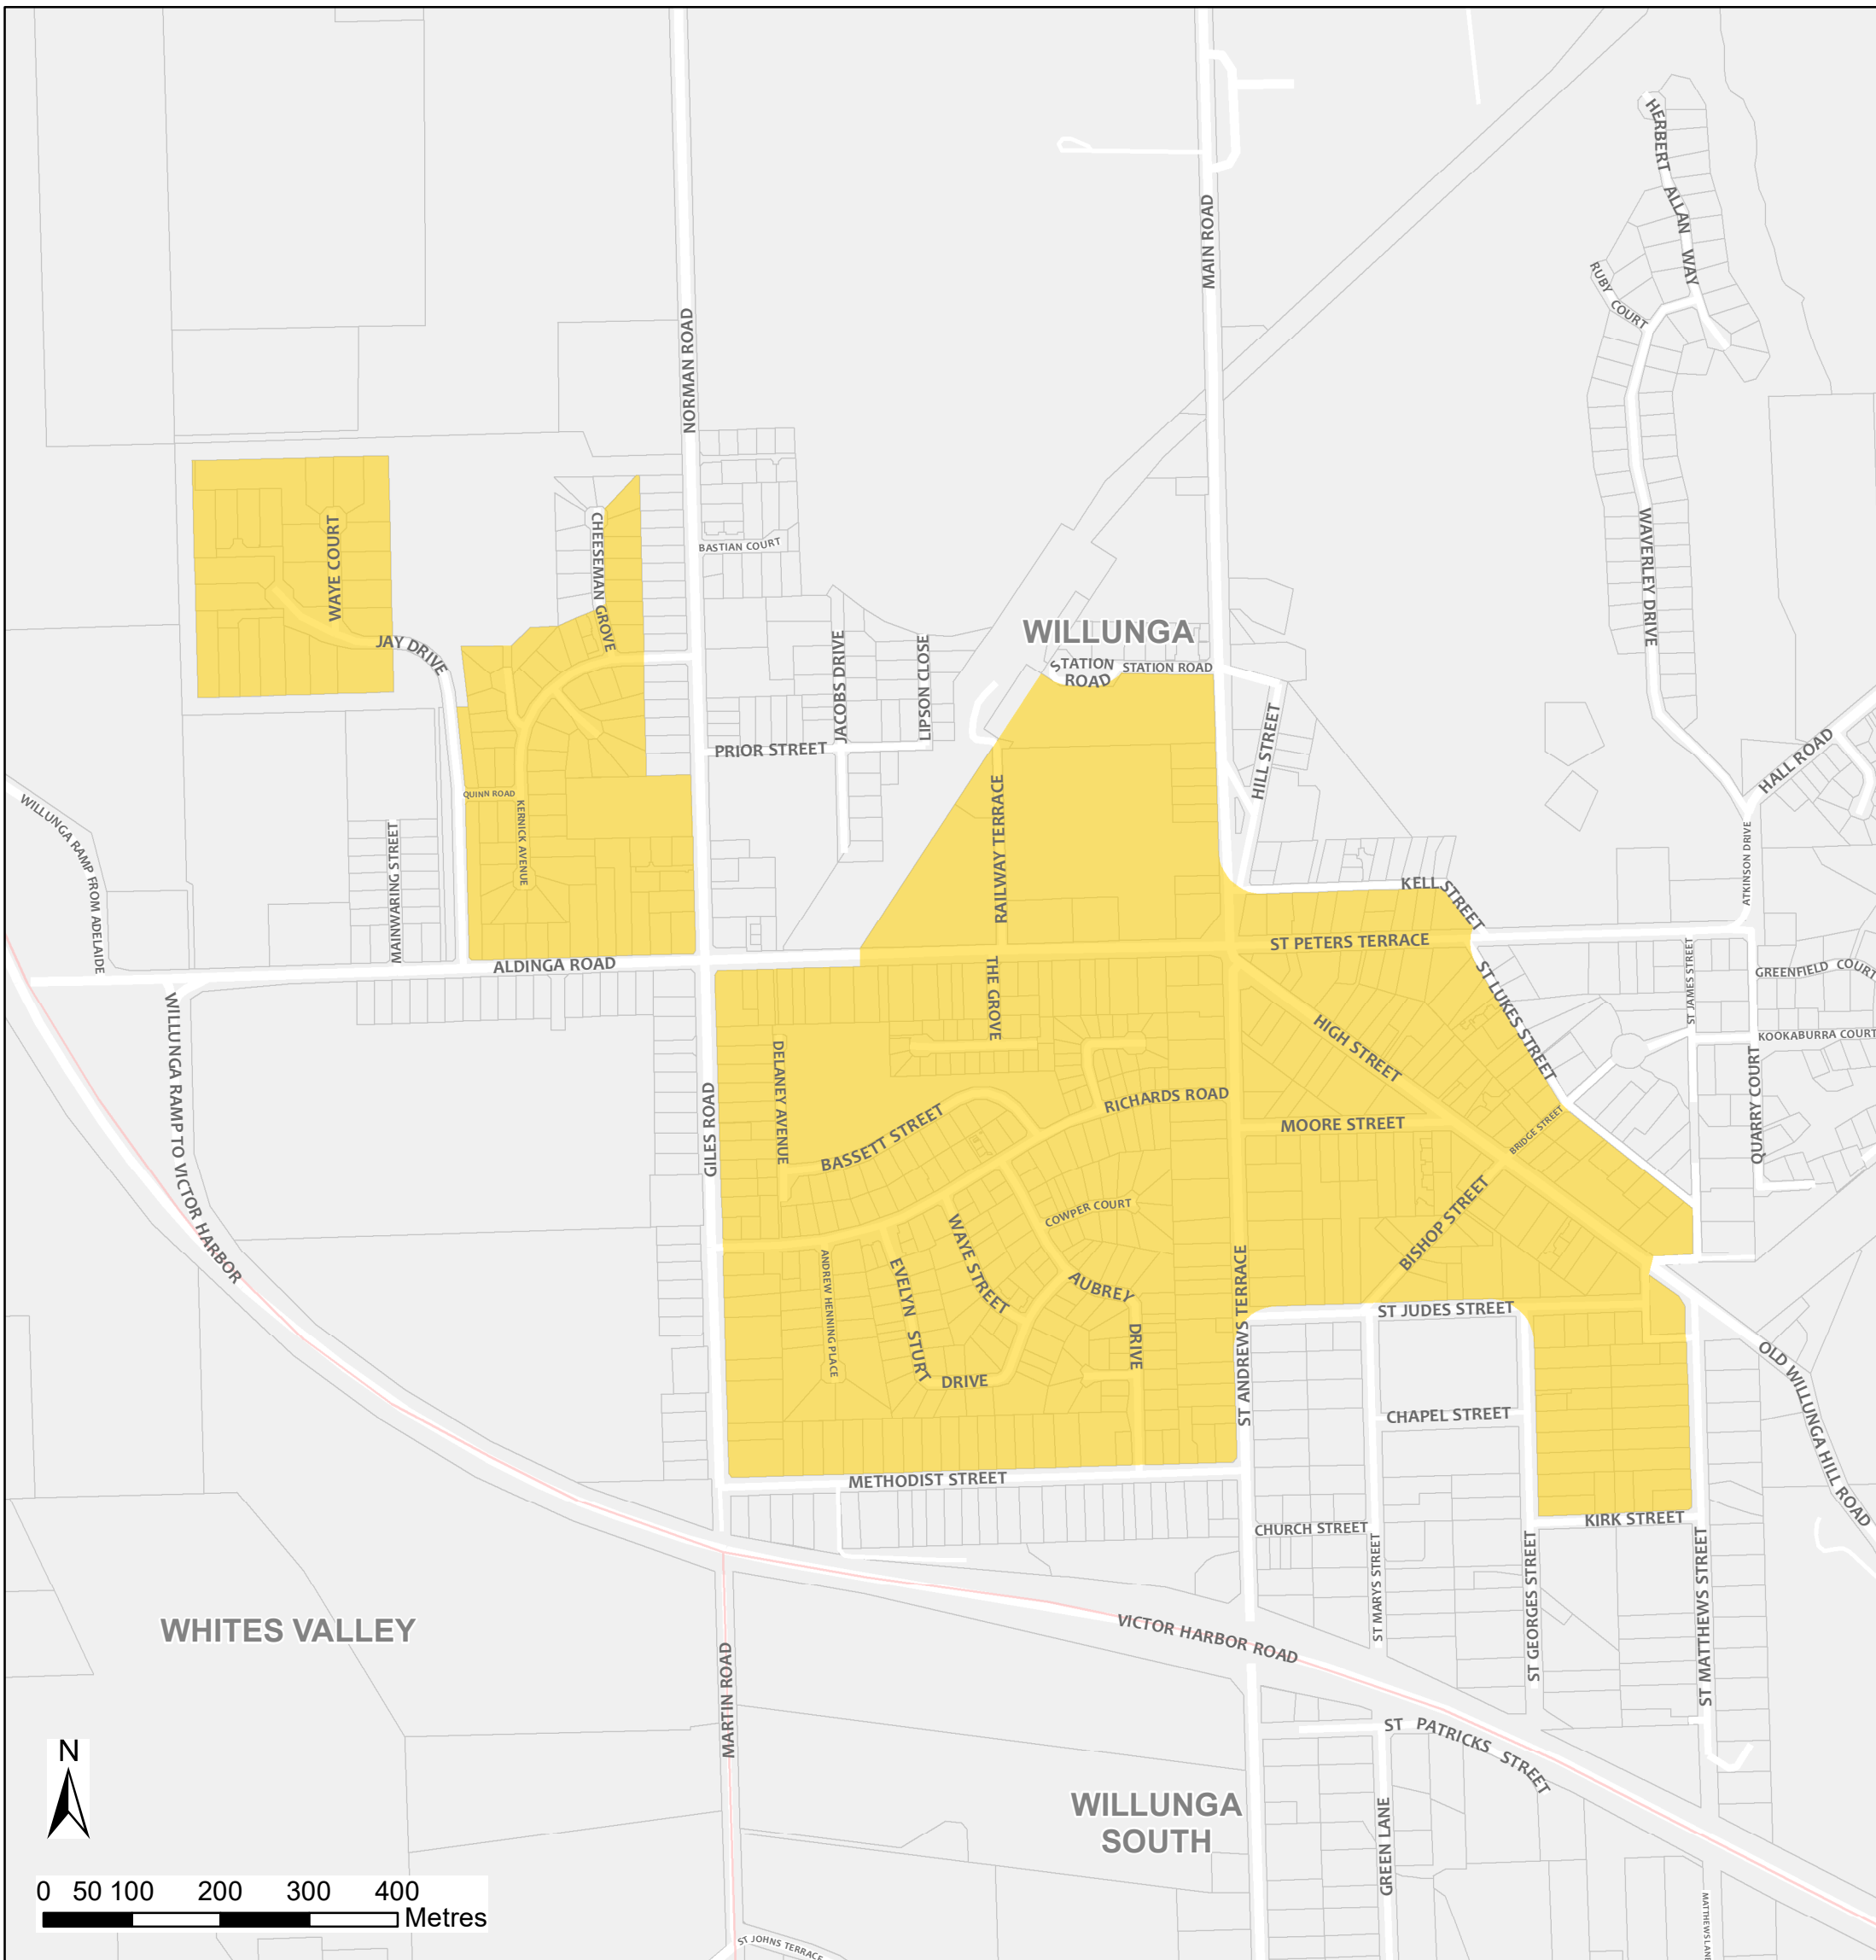 HERBERT ALLAN WAY
MAIN ROAD
RUBY COURT
NORMAN ROAD
WAYE COURT
CHEESEMAN GROVE
BASTIAN COURT
WAVERLEY DRIVE
WILLUNGA
JAY DRIVE
JACOBS DRIVE
LIPSON CLOSE
STATION
ROAD
STATION ROAD
HILL STREET
PRIOR STREET
HALL ROAD
QUINN ROAD
KERNICK AVENUE
RAILWAY TERRACE
WILLUNGA RAMP FROM ADELAIDE
MAINWARING STREET
ATKINSON DRIVE
KELL STREET
ST PETERS TERRACE
ALDINGA ROAD
THE GROVE
ST LUKES STREET
ST JAMES STREET
GREENFIELD COURT
WILLUNGA RAMP TO VICTOR HARBOR
HIGH STREET
KOOKABURRA COURT
DELANEY AVENUE
GILES ROAD
QUARRY COURT
RICHARDS ROAD
BASSETT STREET
MOORE STREET
BRIDGE STREET
COWPER COURT
WAYE STREET
BISHOP STREET
ANDREW HENNING PLACE
EVELYN STURT
DRIVE
AUBREY
DRIVE
ST ANDREWS TERRACE
ST JUDES STREET
OLD WILLUNGA HILL ROAD
CHAPEL STREET
METHODIST STREET
CHURCH STREET
KIRK STREET
ST MARYS STREET
ST GEORGES STREET
ST MATTHEWS STREET
WHITES VALLEY
VICTOR HARBOR ROAD
MARTIN ROAD
ST PATRICKS STREET
N
WILLUNGA
SOUTH
GREEN LANE
0 50 100 200 300 400
Metres
MATTHEWS LANE
ST JOHNS TERRACE